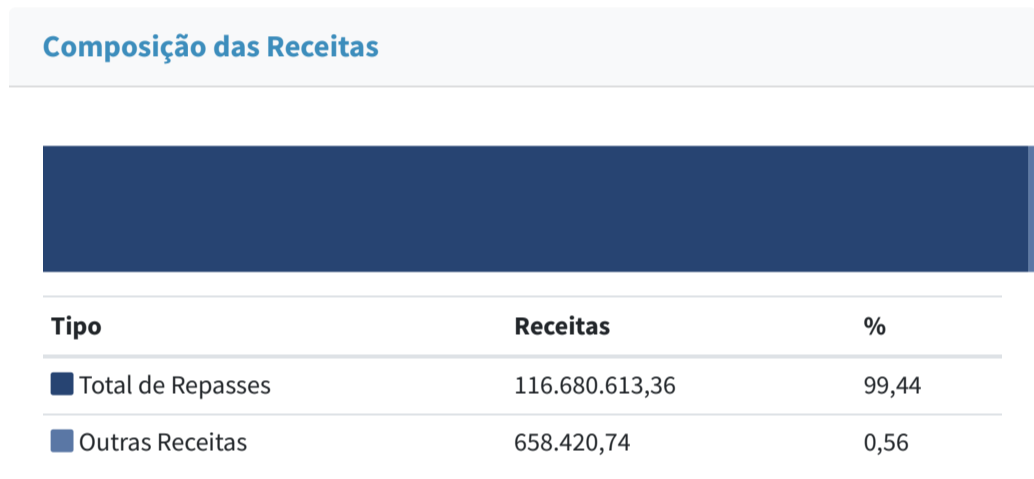 Composição das Receitas
Tipo Receitas %
Total de Repasses 116.680.613,36 99,44
Outras Receitas 658.420,74 0,56